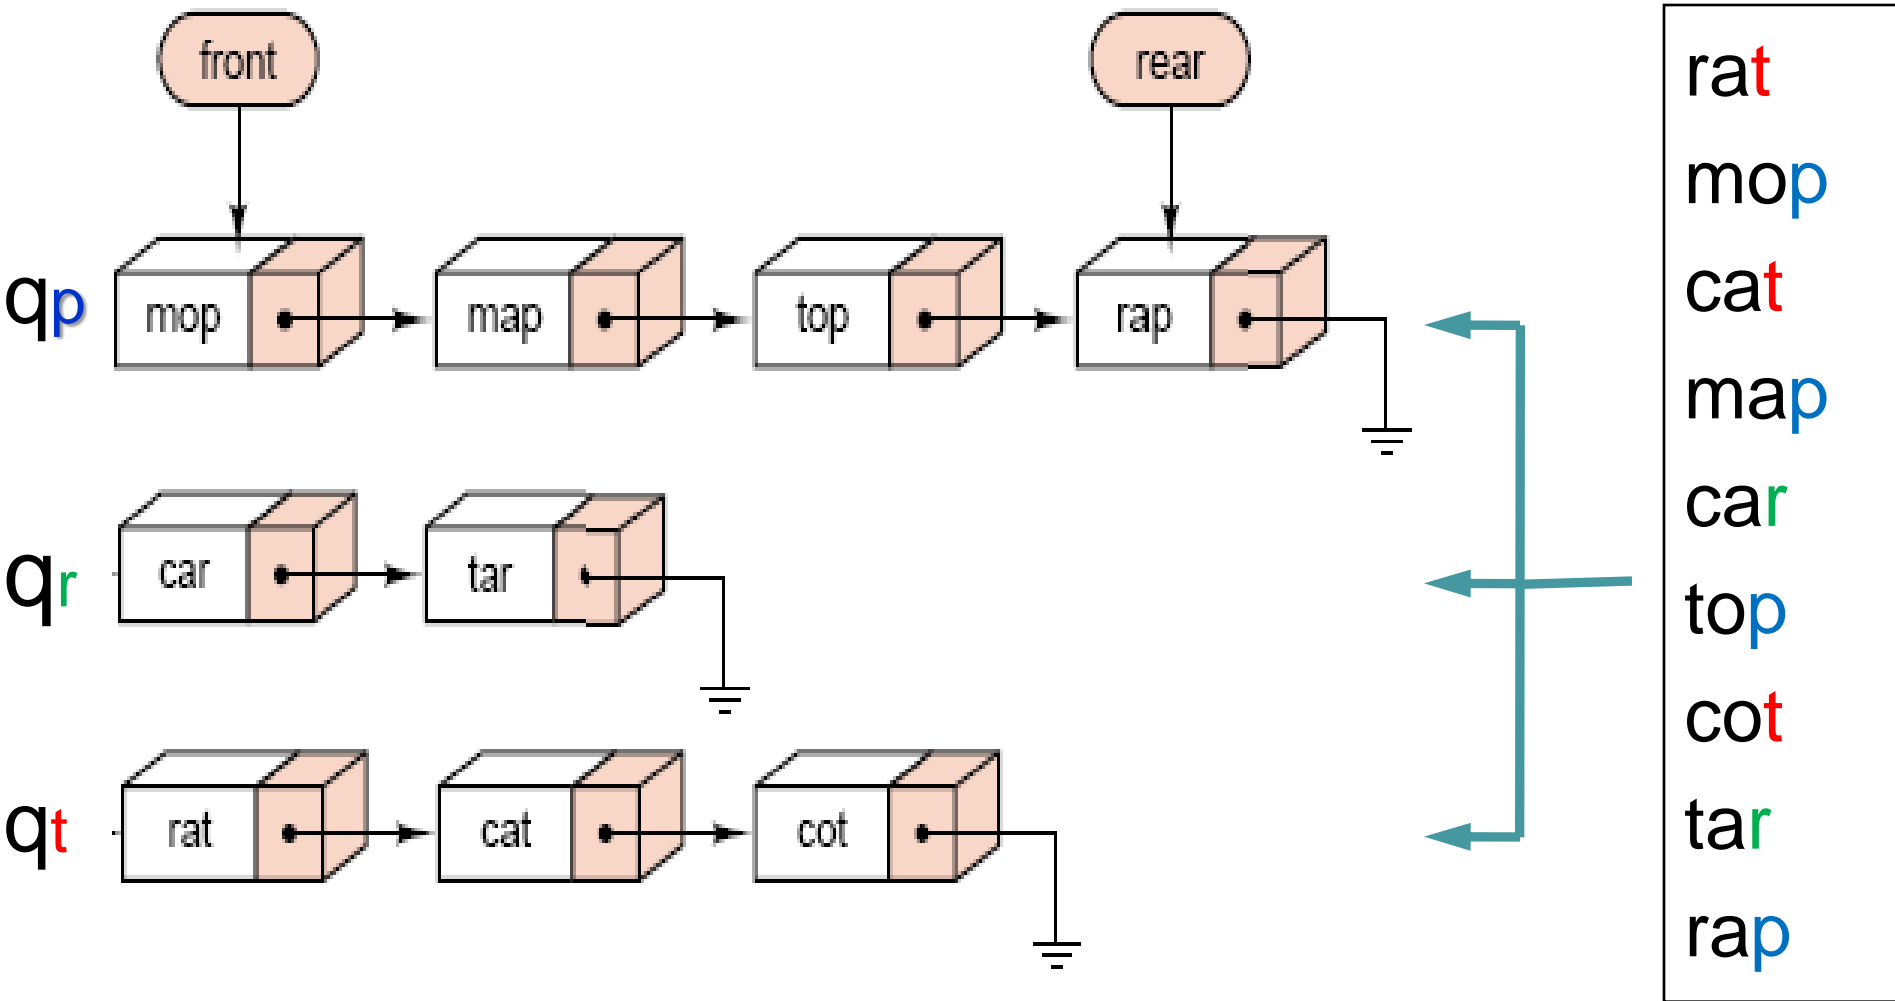 front rear
qp mop map top rap
qr car tar
qt rat cat cot
rat
mop
cat
map
car
top
cot
tar
rap